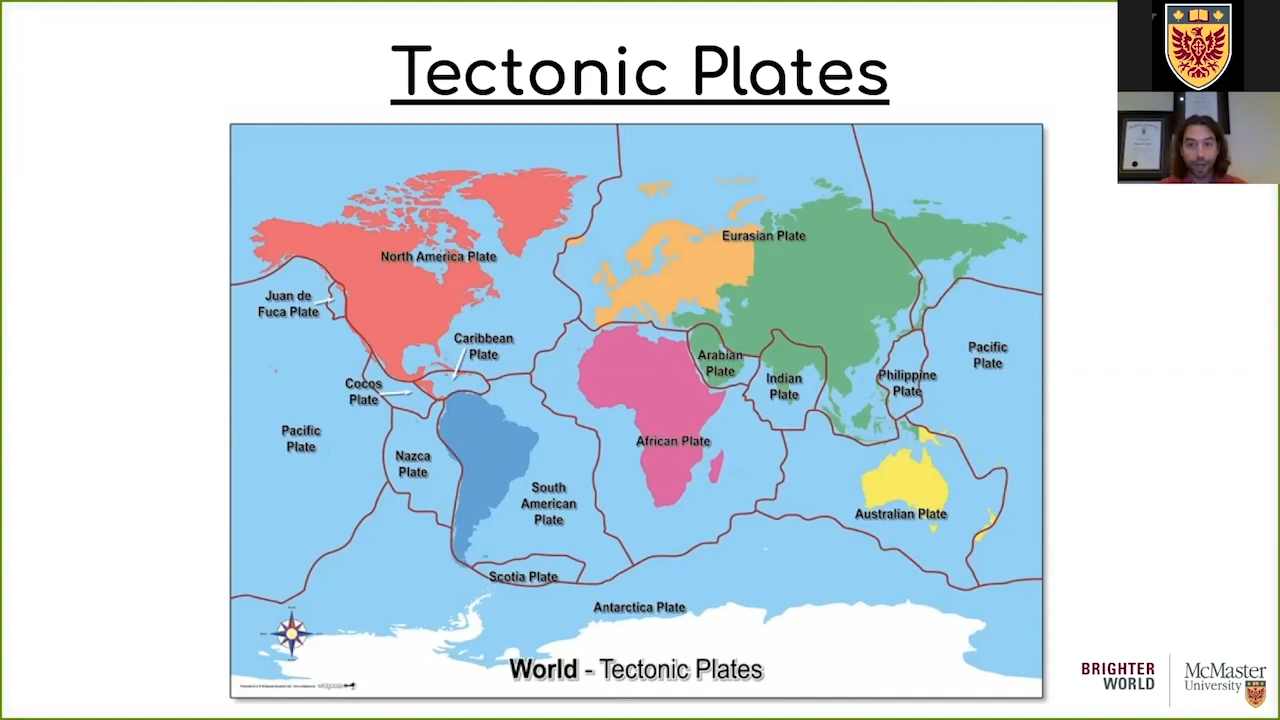 Tectonic Plates
Eurasian Plate
North America Plate
Juan de
Fuca Plate
Caribbean
Plate
Arabian
Plate
Pacific
Plate
Indian
Plate
Philippine
Plate
Cocos
Plate
Pacific
Plate
African Plate
Nazca
Plate
South
American
Plate
Australian Plate
Scotia Plate
Antarctica Plate
World - Tectonic Plates
BRIGHTER
WORLD
McMaster
University